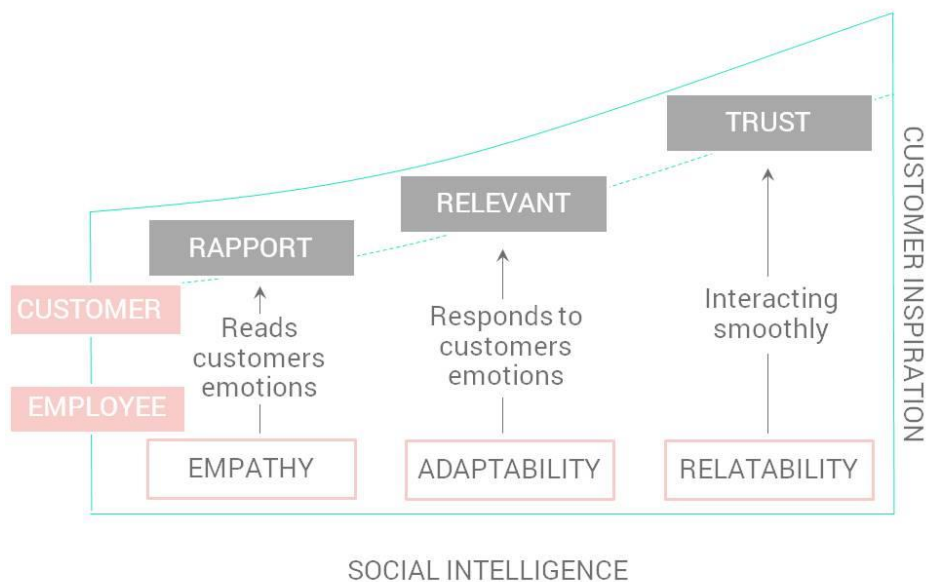 TRUST
RELEVANT
RAPPORT
CUSTOMER
Reads
customers
emotions
Responds to
customers
emotions
Interacting
smoothly
EMPLOYEE
EMPATHY
ADAPTABILITY
RELATABILITY
CUSTOMER INSPIRATION
SOCIAL INTELLIGENCE